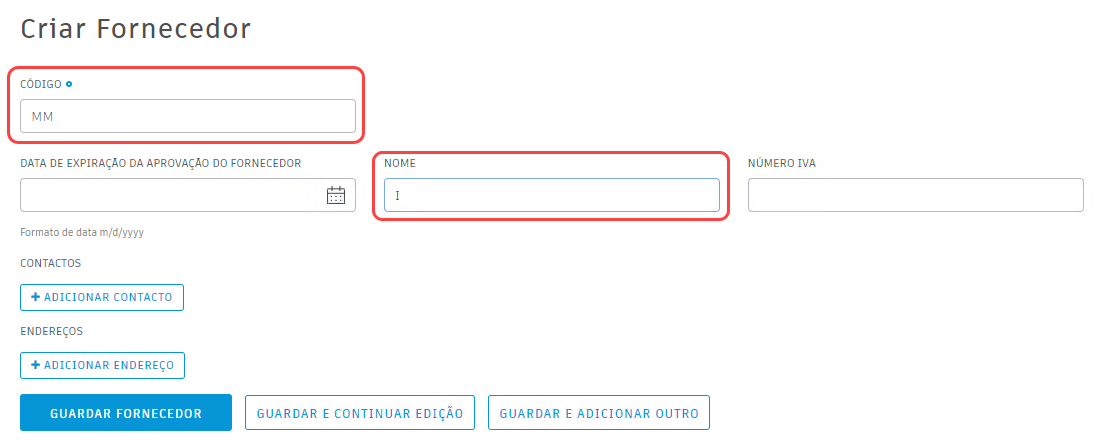 Criar Fornecedor
CÓDIGO
MM
DATA DE EXPIRAÇÃO DA APROVAÇÃO DO FORNECEDOR
NOME
NÚMERO IVA
I
Formato de data m/d/yyyy
CONTACTOS
+ ADICIONAR CONTACTO
ENDEREÇOS
+ ADICIONAR ENDEREÇO
GUARDAR FORNECEDOR
GUARDAR E CONTINUAR EDIÇÃO
GUARDAR E ADICIONAR OUTRO